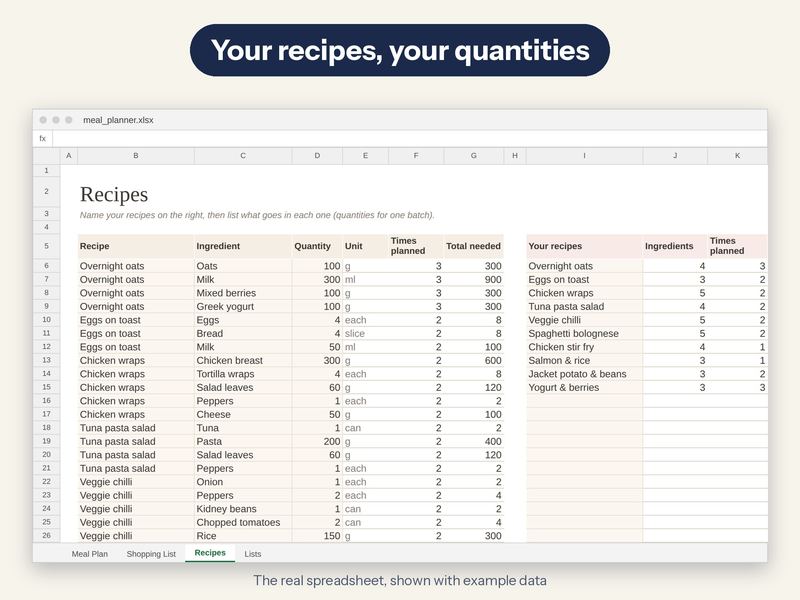 Your recipes, your quantities
meal_planner.xlsx
fx
A B C D E F G H I J K
1
2 Recipes
3 Name your recipes on the right, then list what goes in each one (quantities for one batch).
4
5 Recipe Ingredient Quantity Unit Times planned Total needed Your recipes Ingredients Times planned
6 Overnight oats Oats 100 g 3 300 Overnight oats 4 3
7 Overnight oats Milk 300 ml 3 900 Eggs on toast 3 2
8 Overnight oats Mixed berries 100 g 3 300 Chicken wraps 5 2
9 Overnight oats Greek yogurt 100 g 3 300 Tuna pasta salad 4 2
10 Eggs on toast Eggs 4 each 2 8 Veggie chilli 5 2
11 Eggs on toast Bread 4 slice 2 8 Spaghetti bolognese 5 2
12 Eggs on toast Milk 50 ml 2 100 Chicken stir fry 4 1
13 Chicken wraps Chicken breast 300 g 2 600 Salmon & rice 3 1
14 Chicken wraps Tortilla wraps 4 each 2 8 Jacket potato & beans 3 2
15 Chicken wraps Salad leaves 60 g 2 120 Yogurt & berries 3 3
16 Chicken wraps Peppers 1 each 2 2
17 Chicken wraps Cheese 50 g 2 100
18 Tuna pasta salad Tuna 1 can 2 2
19 Tuna pasta salad Pasta 200 g 2 400
20 Tuna pasta salad Salad leaves 60 g 2 120
21 Tuna pasta salad Peppers 1 each 2 2
22 Veggie chilli Onion 1 each 2 2
23 Veggie chilli Peppers 2 each 2 4
24 Veggie chilli Kidney beans 1 can 2 2
25 Veggie chilli Chopped tomatoes 2 can 2 4
26 Veggie chilli Rice 150 g 2 300
Meal Plan Shopping List Recipes Lists
The real spreadsheet, shown with example data